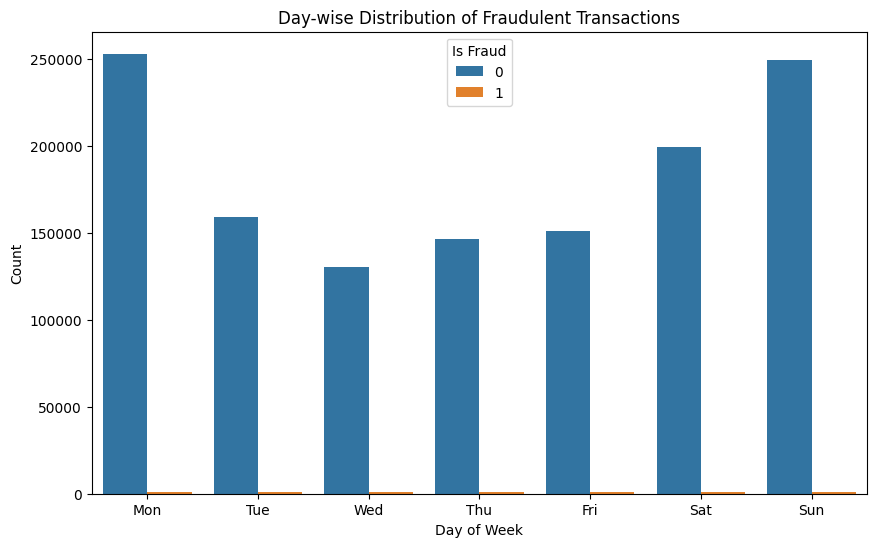 Day-wise Distribution of Fraudulent Transactions
Is Fraud
0
1
250000
200000
150000
100000
50000
0
Count
Mon Tue Wed Thu Fri Sat Sun
Day of Week